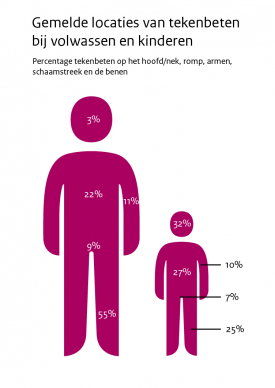 Gemelde locaties van tekenbeten
bij volwassen en kinderen
Percentage tekenbeten op het hoofd/nek, romp, armen,
schaamstreek en de benen
3%
22%
11%
9%
55%
32%
27%
10%
7%
25%